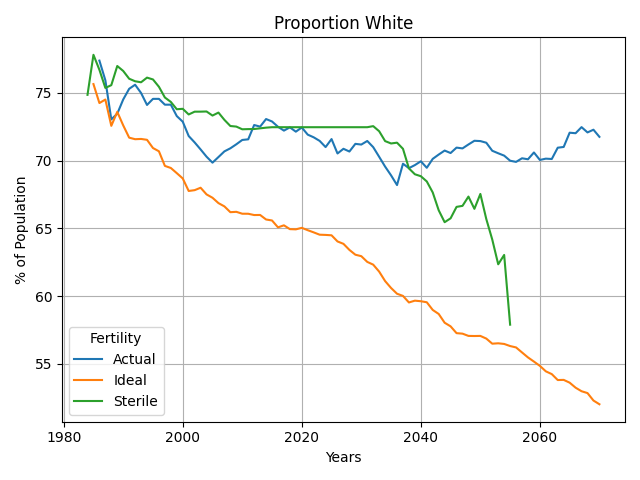 Proportion White
% of Population
75
70
65
60
55
Fertility
Actual
Ideal
Sterile
1980
2000
2020
2040
2060
Years